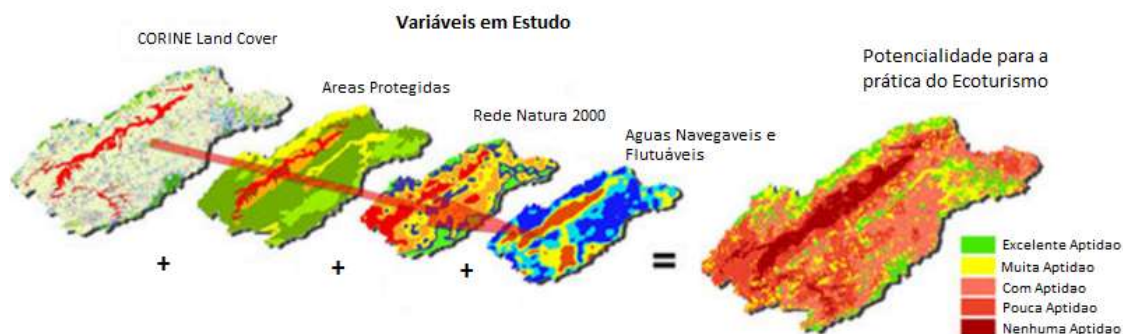 Variáveis em Estudo
CORINE Land Cover
Areas Protegidas
Rede Natura 2000
Aguas Navegaveis e
Flutuáveis
Potencialidade para a
prática do Ecoturismo
+
+
+
=
Excelente Aptidao
Muita Aptidao
Com Aptidao
Pouca Aptidao
Nenhuma Aptidao